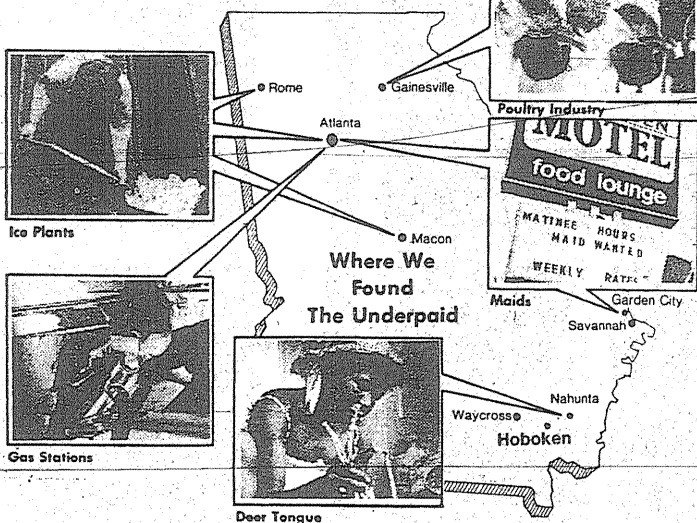 Rome
Gainesville
Poultry Industry
Atlanta
MOTEL
food lounge
MATINEE HOURS
MAID WANTED
WEEKLY RATES
Ice Plants
Macon
Where We
Found
The Underpaid
Maids
Garden City
Savannah
Gas Stations
Nahunta
Waycross
Hoboken
Deer Tongue